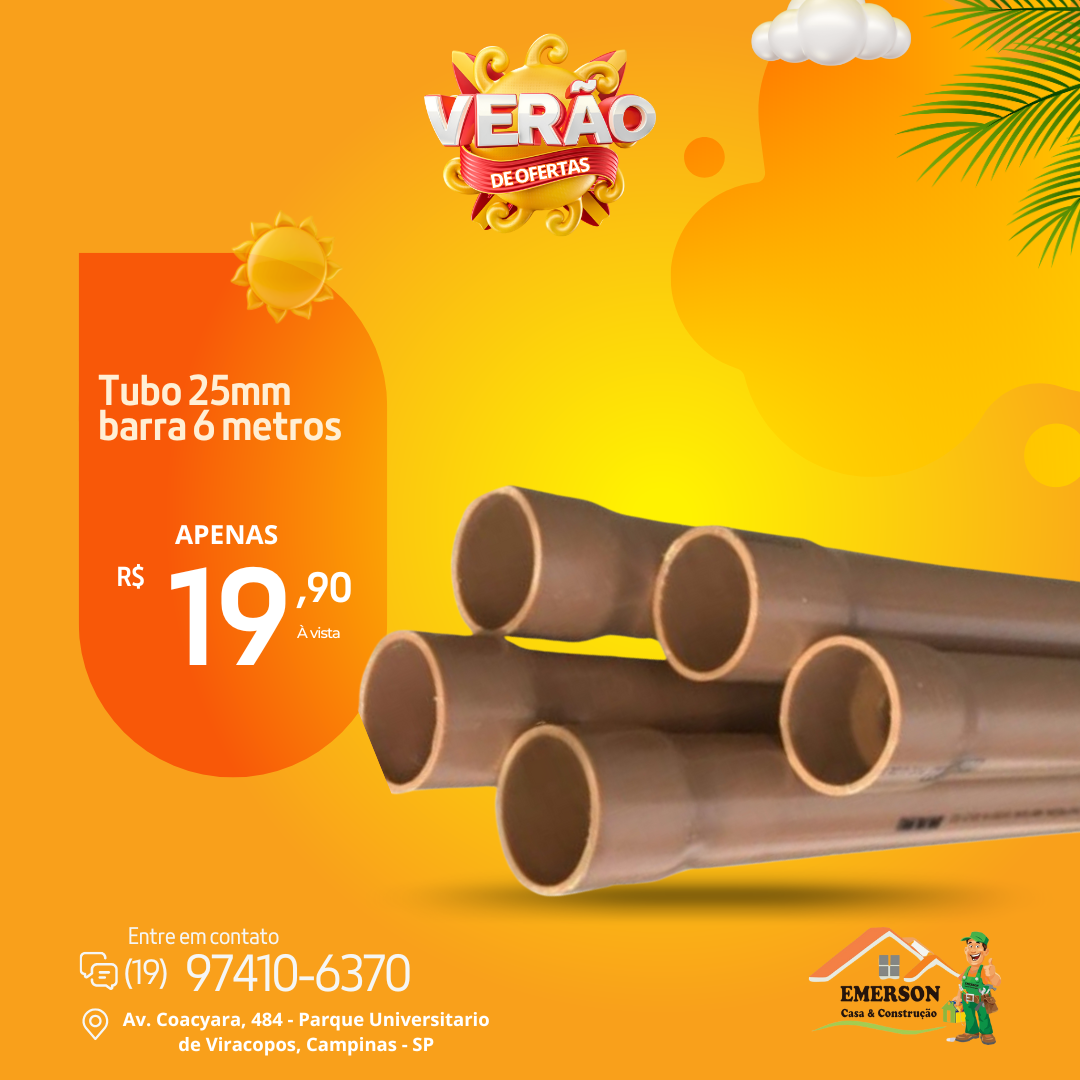 VERÃO
DE OFERTAS
Tubo 25mm
barra 6 metros
APENAS
R$ 19,90
À vista
Entre em contato
(19) 97410-6370
Av. Coacyara, 484 - Parque Universitario
de Viracopos, Campinas - SP
EMERSON
Casa & Construção